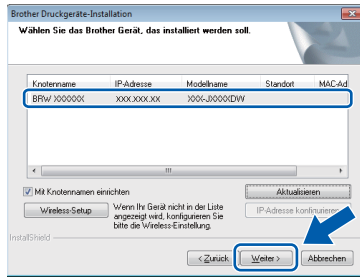 Brother Druckgeräte-Installation
Wählen Sie das Brother Gerät, das installiert werden soll.
Knotenname IP-Adresse Modellname Standort MAC-Ad
BRW XXXXXX XXX.XXX.XX XXX-JXXXXDW
Mit Knotennamen einrichten
Aktualisieren
Wireless-Setup
Wenn Ihr Gerät nicht in der Liste
angezeigt wird, konfigurieren Sie
bitte die Wireless-Einstellung.
IP-Adresse konfigurieren
InstallShield
< Zurück Weiter > Abbrechen